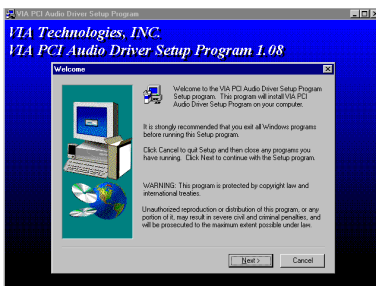 VIA PCI Audio Driver Setup Program
VIA Technologies, INC.
VIA PCI Audio Driver Setup Program 1.08
Welcome
Welcome to the VIA PCI Audio Driver Setup Program
Setup program. This program will install VIA PCI
Audio Driver Setup Program on your computer.
It is strongly recommended that you exit all Windows programs
before running this Setup program.
Click Cancel to quit Setup and then close any programs you
have running. Click Next to continue with the Setup program.
WARNING: This program is protected by copyright law and
international treaties.
Unauthorized reproduction or distribution of this program, or any
portion of it, may result in severe civil and criminal penalties, and
will be prosecuted to the maximum extent possible under law.
Next >
Cancel